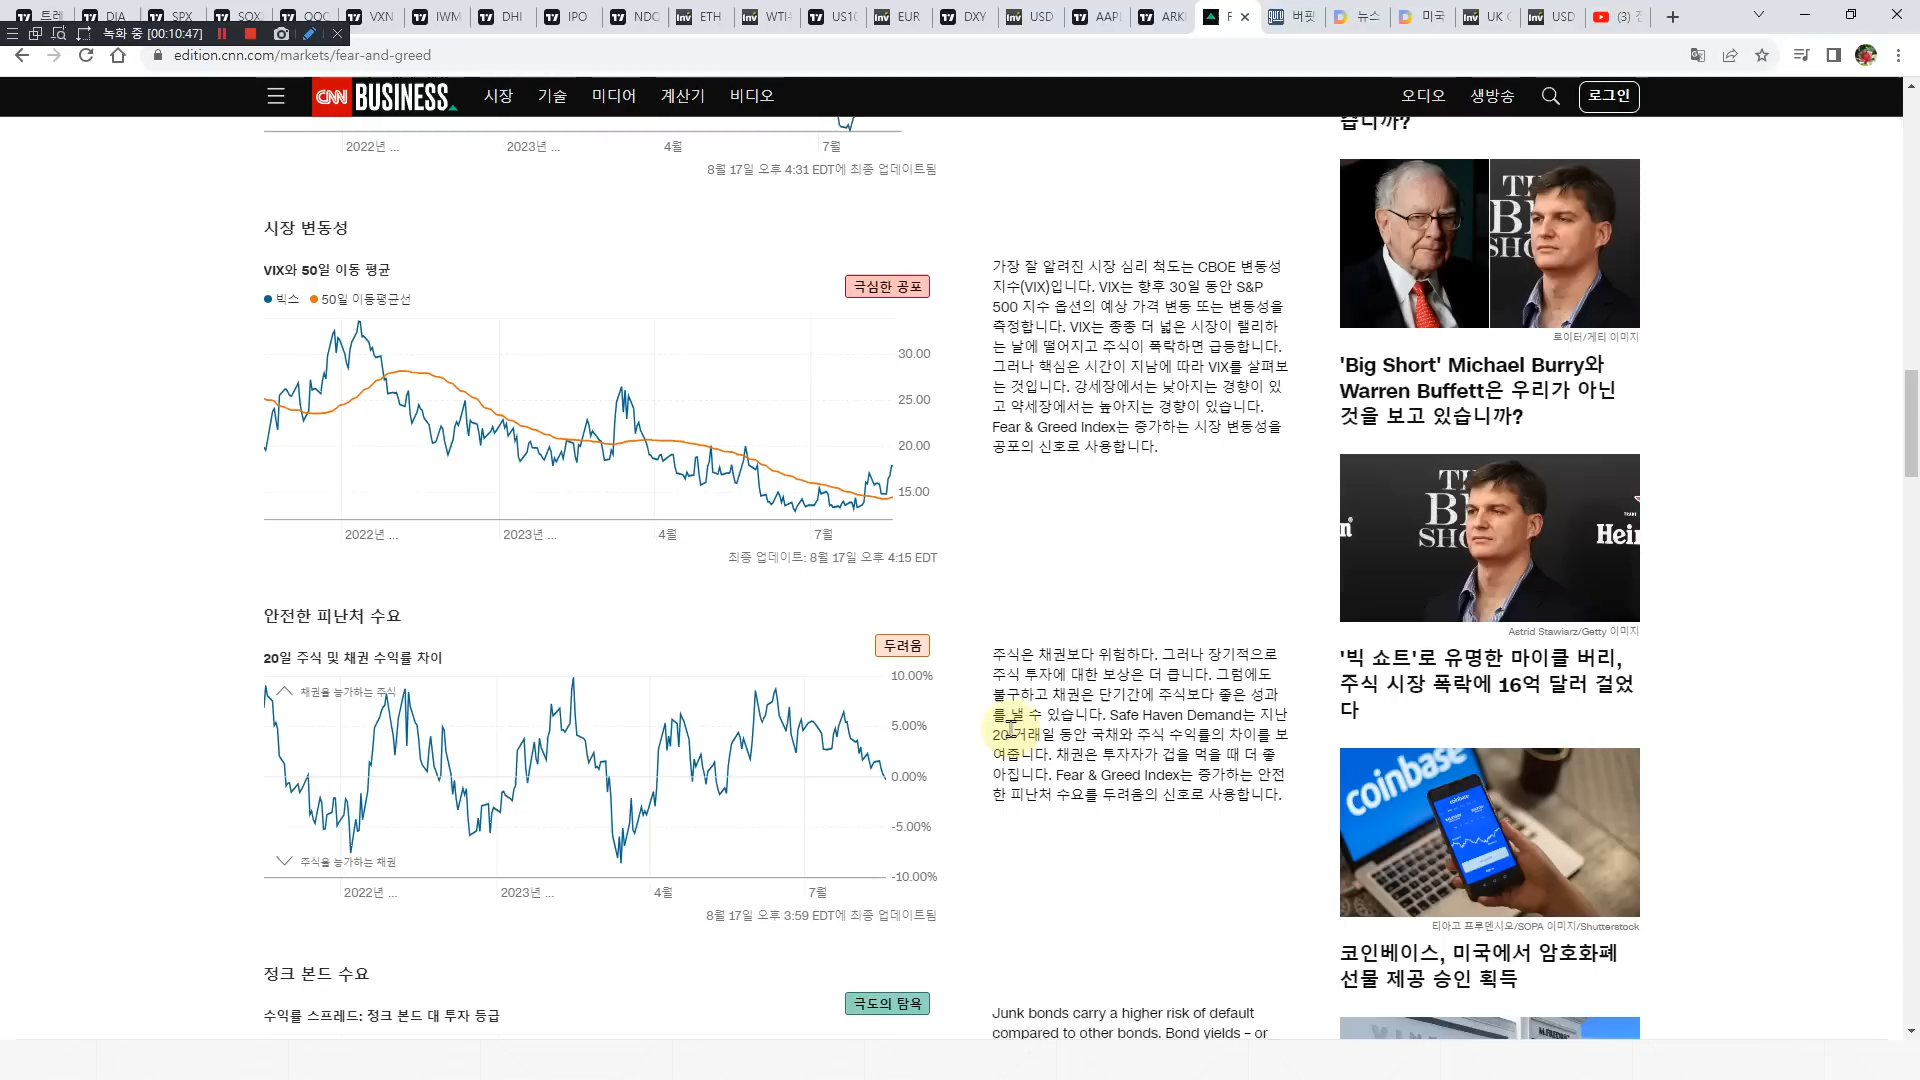 트레
DIA
SPX
SOX
QQC
VXN
IWM
DHI
IPO
NDC
ETH
WTI
US1
EUR
DXY
USD
AAPL
ARK
F
버핏
뉴스
미국
UK
USD
(3)
녹화 중 [00:10:47]
edition.cnn.com/markets/fear-and-greed
CNN BUSINESS
시장
기술
미디어
계산기
비디오
오디오
생방송
로그인
2022년 ...
2023년 ...
4월
7월
8월 17일 오후 4:31 EDT에 최종 업데이트됨
시장 변동성
VIX와 50일 이동 평균
극심한 공포
빅스
50일 이동평균선
30.00
25.00
20.00
15.00
2022년 ...
2023년 ...
4월
7월
최종 업데이트: 8월 17일 오후 4:15 EDT
가장 잘 알려진 시장 심리 척도는 CBOE 변동성
지수(VIX)입니다. VIX는 향후 30일 동안 S&P
500 지수 옵션의 예상 가격 변동 또는 변동성을
측정합니다. VIX는 종종 더 넓은 시장이 랠리하
는 날에 떨어지고 주식이 폭락하면 급등합니다.
그러나 핵심은 시간이 지남에 따라 VIX를 살펴보
는 것입니다. 강세장에서는 낮아지는 경향이 있
고 약세장에서는 높아지는 경향이 있습니다.
Fear & Greed Index는 증가하는 시장 변동성을
공포의 신호로 사용합니다.
안전한 피난처 수요
20일 주식 및 채권 수익률 차이
두려움
채권을 능가하는 주식
10.00%
5.00%
0.00%
-5.00%
-10.00%
주식을 능가하는 채권
2022년 ...
2023년 ...
4월
7월
8월 17일 오후 3:59 EDT에 최종 업데이트됨
주식은 채권보다 위험하다. 그러나 장기적으로
주식 투자에 대한 보상은 더 큽니다. 그럼에도
불구하고 채권은 단기간에 주식보다 좋은 성과
를 낼 수 있습니다. Safe Haven Demand는 지난
20 거래일 동안 국채와 주식 수익률의 차이를 보
여줍니다. 채권은 투자자가 겁을 먹을 때 더 좋
아집니다. Fear & Greed Index는 증가하는 안전
한 피난처 수요를 두려움의 신호로 사용합니다.
정크 본드 수요
수익률 스프레드: 정크 본드 대 투자 등급
극도의 탐욕
Junk bonds carry a higher risk of default
compared to other bonds. Bond yields – or
습니까?
로이터/게티 이미지
'Big Short' Michael Burry와
Warren Buffett은 우리가 아닌
것을 보고 있습니까?
THE
BI
SHO
Hein
Astrid Stawiarz/Getty 이미지
'빅 쇼트'로 유명한 마이클 버리,
주식 시장 폭락에 16억 달러 걸었
다
coinbase
티아고 프루덴시오/SOPA 이미지/Shutterstock
코인베이스, 미국에서 암호화폐
선물 제공 승인 획득